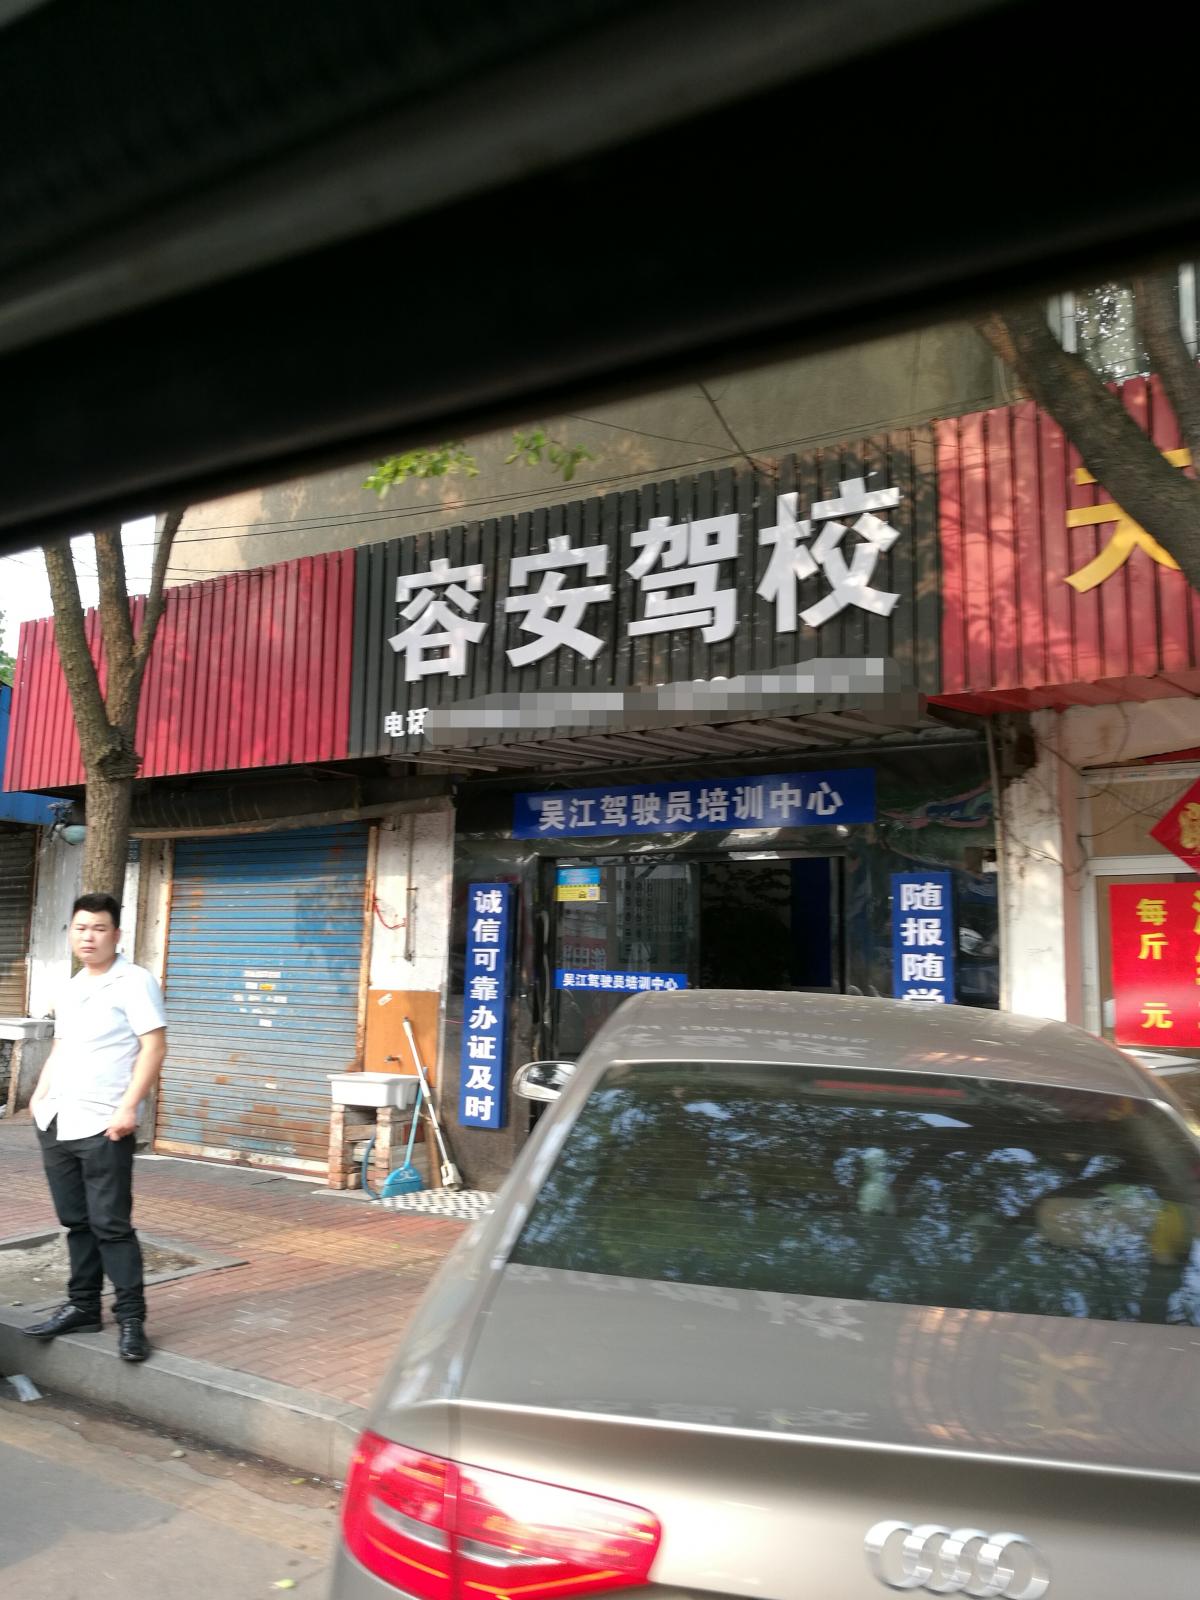 容安驾校
电话
吴江驾驶员培训中心
诚信可靠办证及时
吴江驾驶员培训中心
随报随学
每斤 元